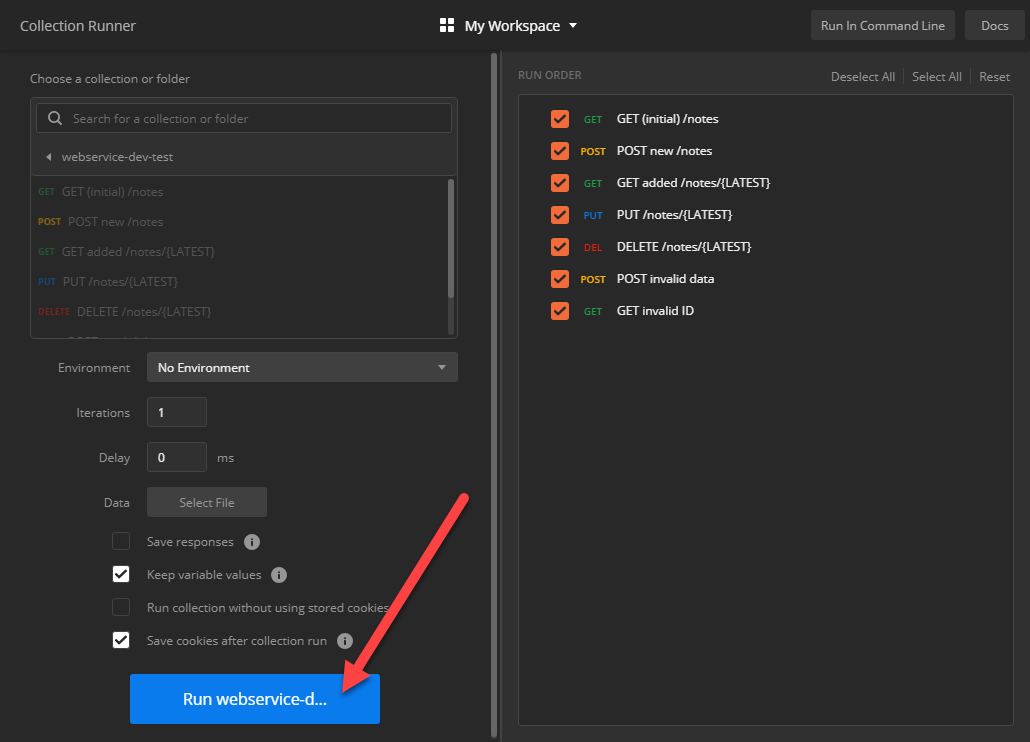 Collection Runner
My Workspace
Run In Command Line
Docs
Choose a collection or folder
Search for a collection or folder
webservice-dev-test
GET GET (initial) /notes
POST POST new /notes
GET GET added /notes/{LATEST}
PUT PUT /notes/{LATEST}
DELETE DELETE /notes/{LATEST}
Environment No Environment
Iterations 1
Delay 0 ms
Data Select File
Save responses
Keep variable values
Run collection without using stored cookies
Save cookies after collection run
Run webservice-d...
RUN ORDER
Deselect All Select All Reset
GET GET (initial) /notes
POST POST new /notes
GET GET added /notes/{LATEST}
PUT PUT /notes/{LATEST}
DEL DELETE /notes/{LATEST}
POST POST invalid data
GET GET invalid ID